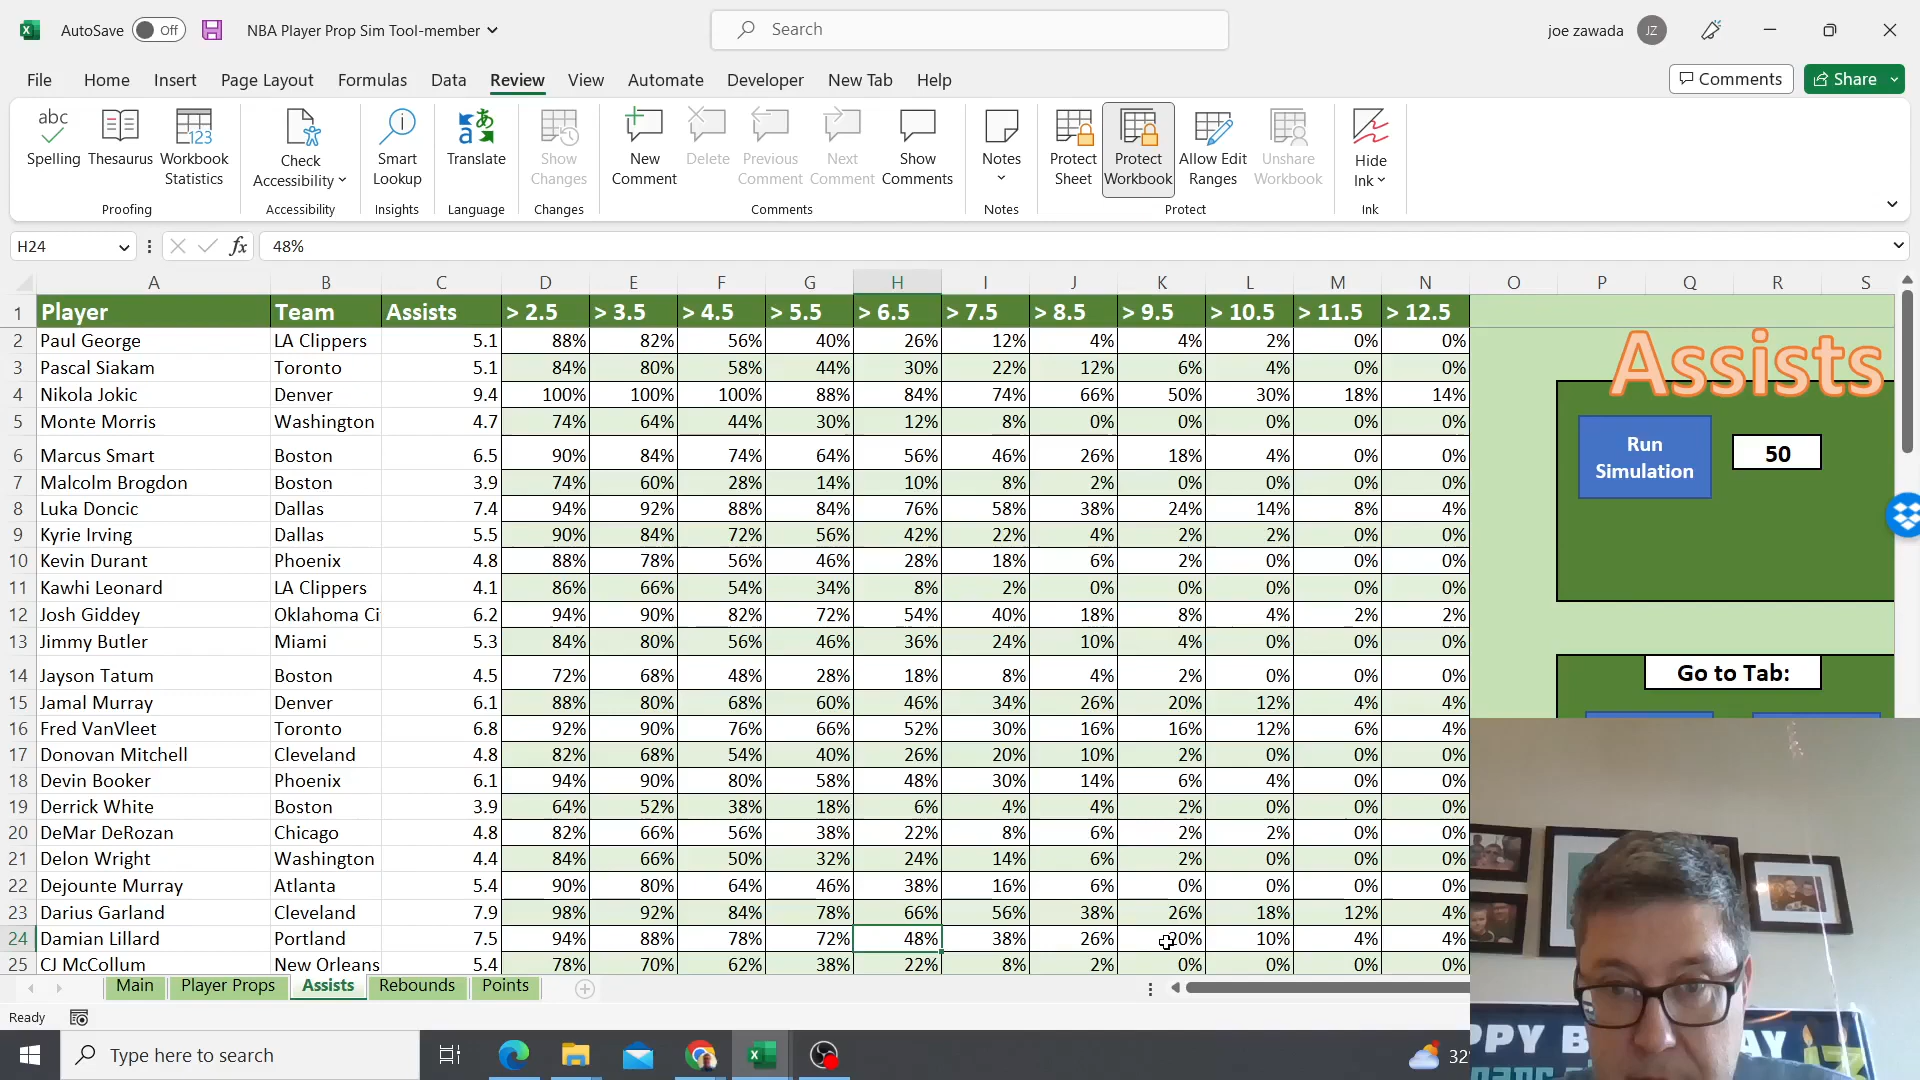 AutoSave Off NBA Player Prop Sim Tool-member Search joe zawada JZ
File Home Insert Page Layout Formulas Data Review View Automate Developer New Tab Help Comments Share
abc
123
Spelling Thesaurus Workbook Statistics Check Accessibility Smart Lookup Translate Show Changes New Comment Delete Previous Comment Next Comment Show Comments Notes Protect Sheet Protect Workbook Allow Edit Ranges Unshare Workbook Hide Ink
Proofing Accessibility Insights Language Changes Comments Notes Protect Ink
H24 fx 48%
A B C D E F G H I J K L M N O P Q R S
1 Player Team Assists > 2.5 > 3.5 > 4.5 > 5.5 > 6.5 > 7.5 > 8.5 > 9.5 > 10.5 > 11.5 > 12.5
2 Paul George LA Clippers 5.1 88% 82% 56% 40% 26% 12% 4% 4% 2% 0% 0%
3 Pascal Siakam Toronto 5.1 84% 80% 58% 44% 30% 22% 12% 6% 4% 0% 0%
4 Nikola Jokic Denver 9.4 100% 100% 100% 88% 84% 74% 66% 50% 30% 18% 14%
5 Monte Morris Washington 4.7 74% 64% 44% 30% 12% 8% 0% 0% 0% 0% 0%
6 Marcus Smart Boston 6.5 90% 84% 74% 64% 56% 46% 26% 18% 4% 0% 0%
7 Malcolm Brogdon Boston 3.9 74% 60% 28% 14% 10% 8% 2% 0% 0% 0% 0%
8 Luka Doncic Dallas 7.4 94% 92% 88% 84% 76% 58% 38% 24% 14% 8% 4%
9 Kyrie Irving Dallas 5.5 90% 84% 72% 56% 42% 22% 4% 2% 2% 0% 0%
10 Kevin Durant Phoenix 4.8 88% 78% 56% 46% 28% 18% 6% 2% 0% 0% 0%
11 Kawhi Leonard LA Clippers 4.1 86% 66% 54% 34% 8% 2% 0% 0% 0% 0% 0%
12 Josh Giddey Oklahoma Ci 6.2 94% 90% 82% 72% 54% 40% 18% 8% 4% 2% 2%
13 Jimmy Butler Miami 5.3 84% 80% 56% 46% 36% 24% 10% 4% 0% 0% 0%
14 Jayson Tatum Boston 4.5 72% 68% 48% 28% 18% 8% 4% 2% 0% 0% 0%
15 Jamal Murray Denver 6.1 88% 80% 68% 60% 46% 34% 26% 20% 12% 4% 4%
16 Fred VanVleet Toronto 6.8 92% 90% 76% 66% 52% 30% 16% 16% 12% 6% 4%
17 Donovan Mitchell Cleveland 4.8 82% 68% 54% 40% 26% 20% 10% 2% 0% 0% 0%
18 Devin Booker Phoenix 6.1 94% 90% 80% 58% 48% 30% 14% 6% 4% 0% 0%
19 Derrick White Boston 3.9 64% 52% 38% 18% 6% 4% 4% 2% 0% 0% 0%
20 DeMar DeRozan Chicago 4.8 82% 66% 56% 38% 22% 8% 6% 2% 2% 0% 0%
21 Delon Wright Washington 4.4 84% 66% 50% 32% 24% 14% 6% 2% 0% 0% 0%
22 Dejounte Murray Atlanta 5.4 90% 80% 64% 46% 38% 16% 6% 0% 0% 0% 0%
23 Darius Garland Cleveland 7.9 98% 92% 84% 78% 66% 56% 38% 26% 18% 12% 4%
24 Damian Lillard Portland 7.5 94% 88% 78% 72% 48% 38% 26% 20% 10% 4% 4%
25 CJ McCollum New Orleans 5.4 78% 70% 62% 38% 22% 8% 2% 0% 0% 0% 0%
Assists
Run
Simulation
50
Go to Tab:
Main Player Props Assists Rebounds Points
Ready
Type here to search 32